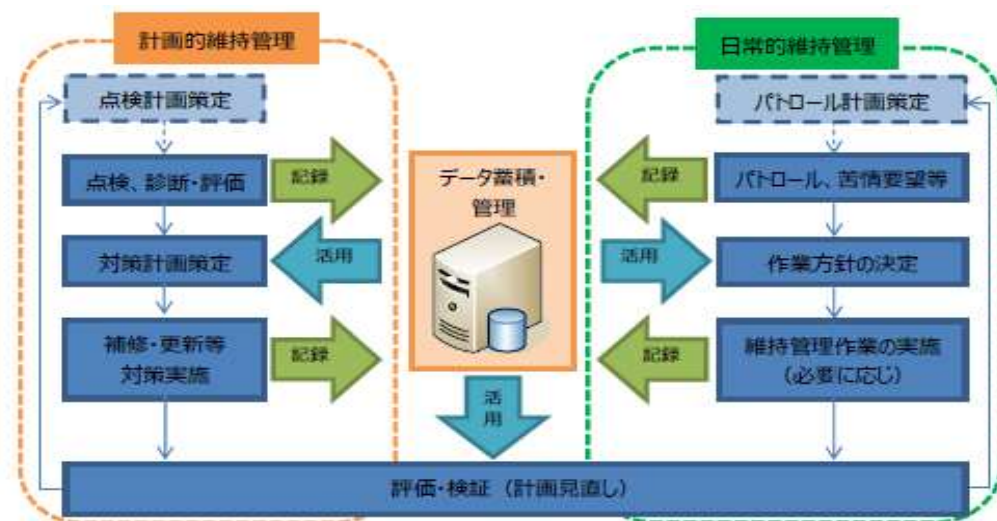 計画的維持管理
日常的維持管理
点検計画策定
パトロール計画策定
点検、診断・評価
記録
データ蓄積・
管理
記録
パトロール、苦情要望等
対策計画策定
活用
活用
作業方針の決定
補修・更新等
対策実施
記録
記録
維持管理作業の実施
（必要に応じ）
活
用
評価・検証（計画見直し）